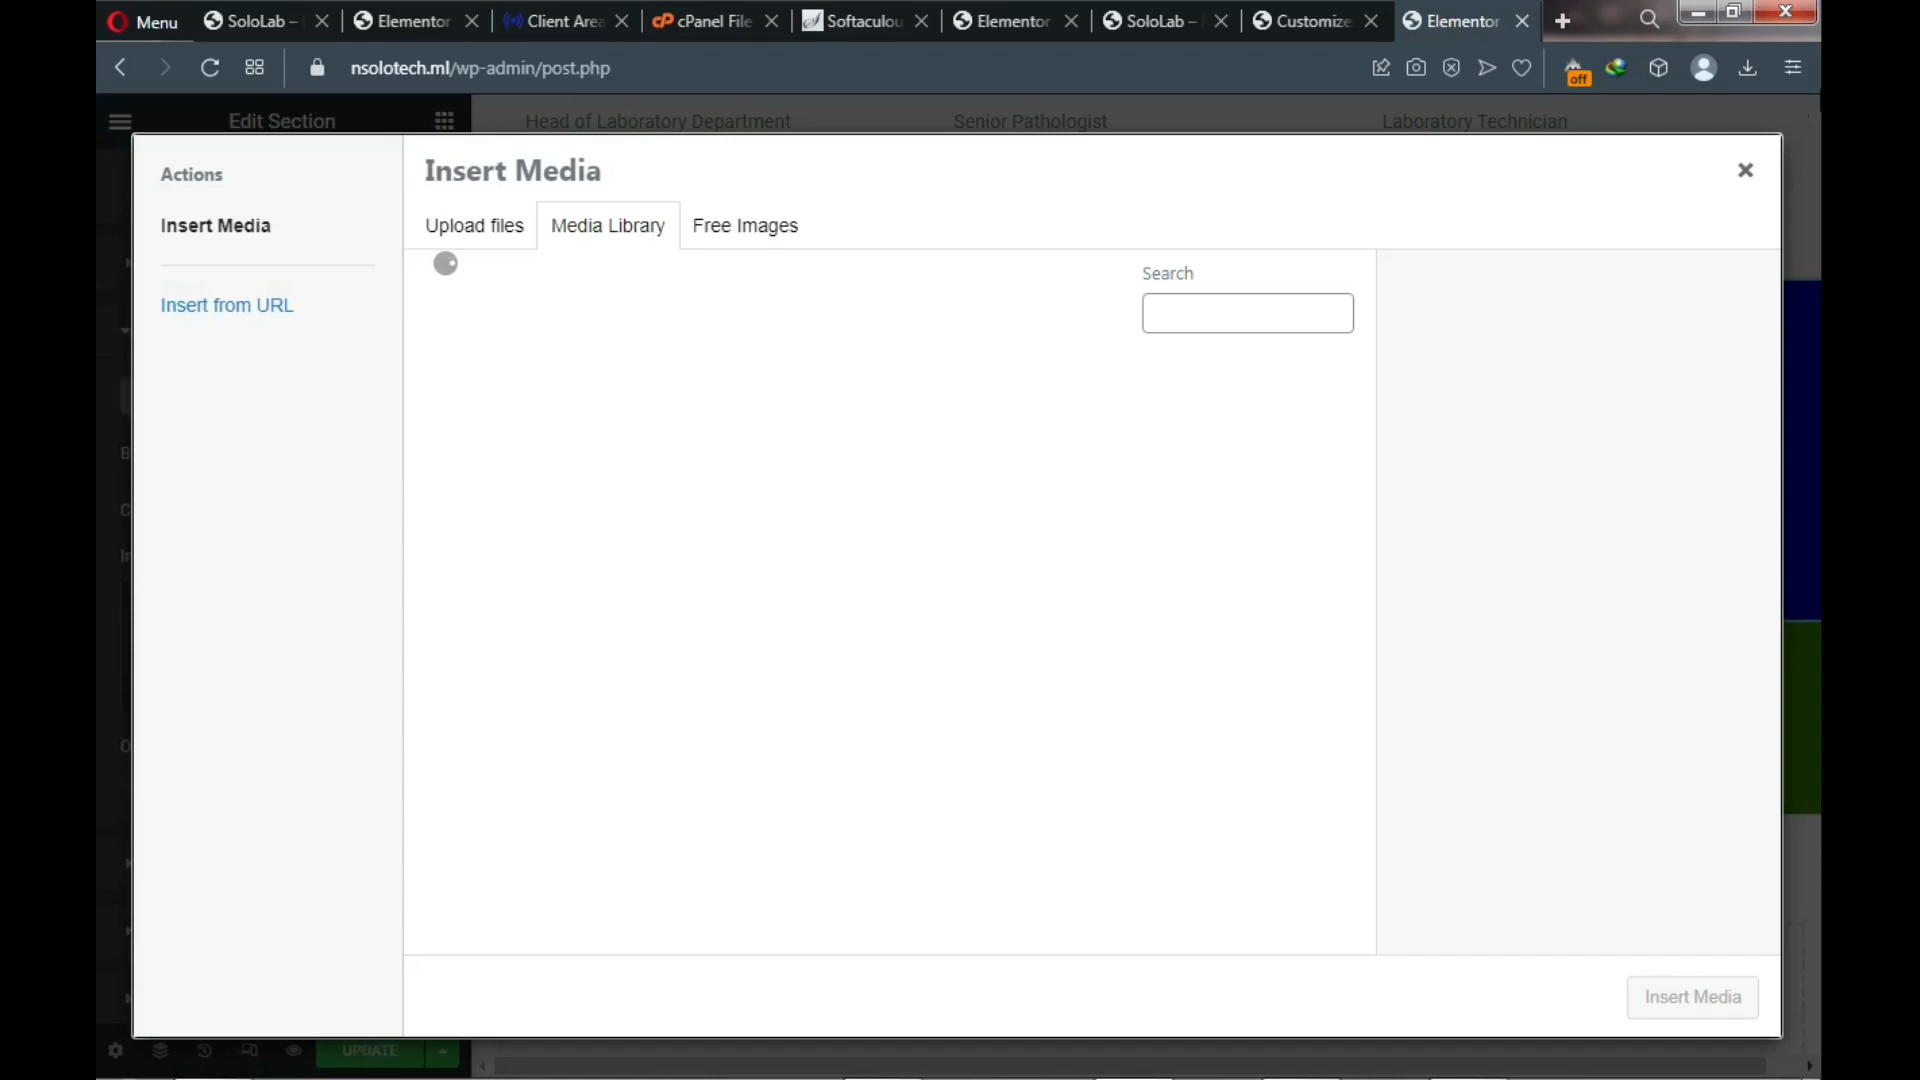 Menu
SoloLab –
Elementor
Client Area
cPanel File
Softaculou
Elementor
SoloLab –
Customize
Elementor
nsolotech.ml/wp-admin/post.php
off
Edit Section
Head of Laboratory Department
Senior Pathologist
Laboratory Technician
Actions
Insert Media
Insert from URL
Insert Media
Upload files
Media Library
Free Images
Search
Insert Media
UPDATE